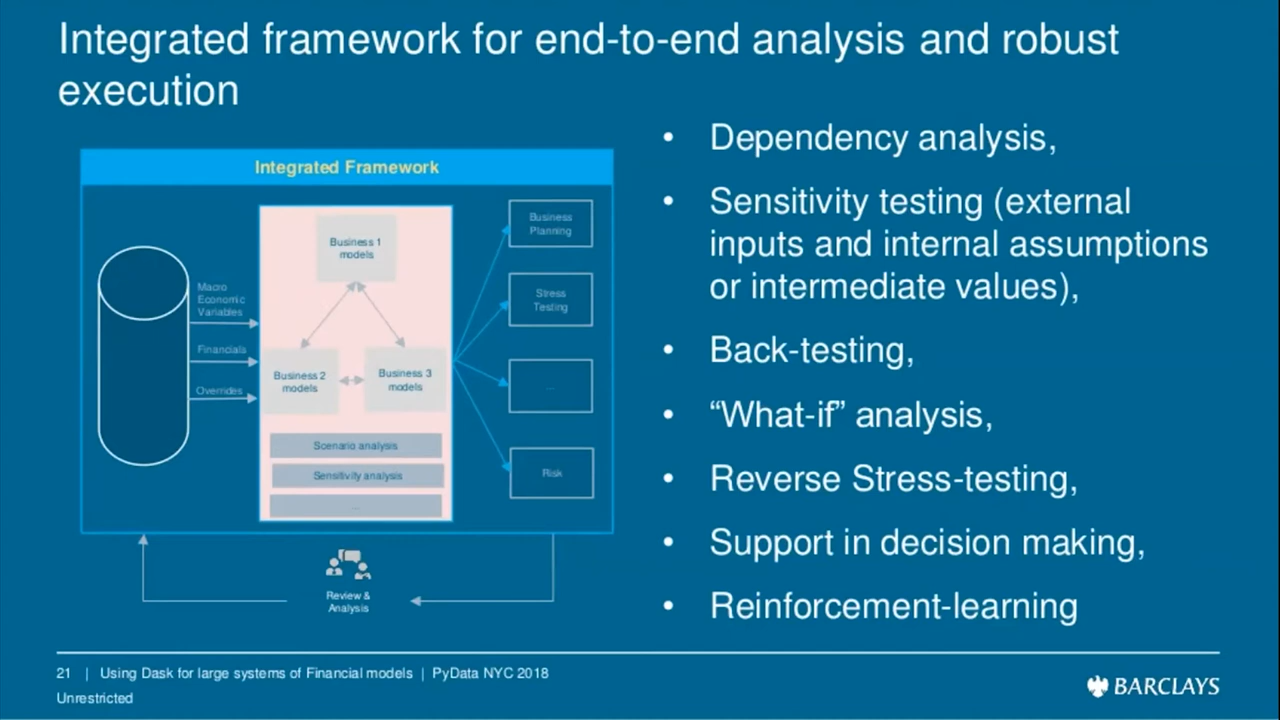 Integrated framework for end-to-end analysis and robust
execution
Integrated Framework
Macro
Economic
Variables
Financials
Overrides
Business 1
models
Business 2
models
Business 3
models
Scenario analysis
Sensitivity analysis
...
Business
Planning
Stress
Testing
...
Risk
Review &
Analysis
• Dependency analysis,
• Sensitivity testing (external
inputs and internal assumptions
or intermediate values),
• Back-testing,
• “What-if” analysis,
• Reverse Stress-testing,
• Support in decision making,
• Reinforcement-learning
21 | Using Dask for large systems of Financial models | PyData NYC 2018
Unrestricted
BARCLAYS